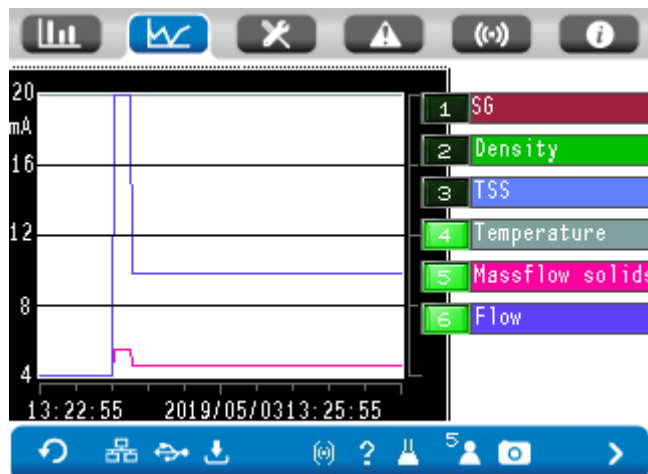 20
mA
16
12
8
4
13:22:55 2019/05/0313:25:55
1 SG
2 Density
3 TSS
4 Temperature
5 Massflow solids
6 Flow
? 5